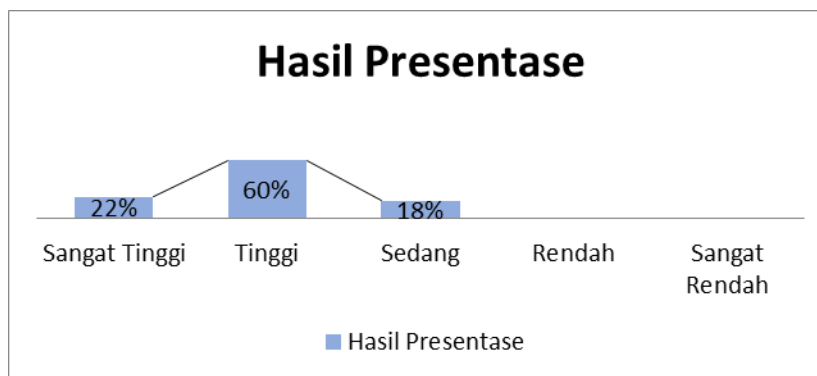 Hasil Presentase
22%
60%
18%
Sangat Tinggi
Tinggi
Sedang
Rendah
Sangat
Rendah
Hasil Presentase